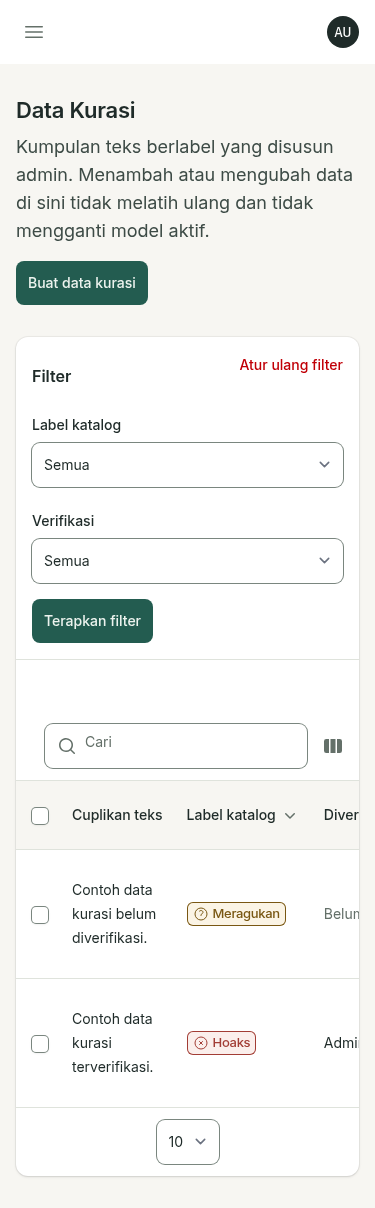 AU
Data Kurasi
Kumpulan teks berlabel yang disusun
admin. Menambah atau mengubah data
di sini tidak melatih ulang dan tidak
mengganti model aktif.
Buat data kurasi
Filter
Atur ulang filter
Label katalog
Semua
Verifikasi
Semua
Terapkan filter
Cari
Cuplikan teks
Label katalog
Diver
Contoh data
kurasi belum
diverifikasi.
Meragukan
Belum
Contoh data
kurasi
terverifikasi.
Hoaks
Admi
10